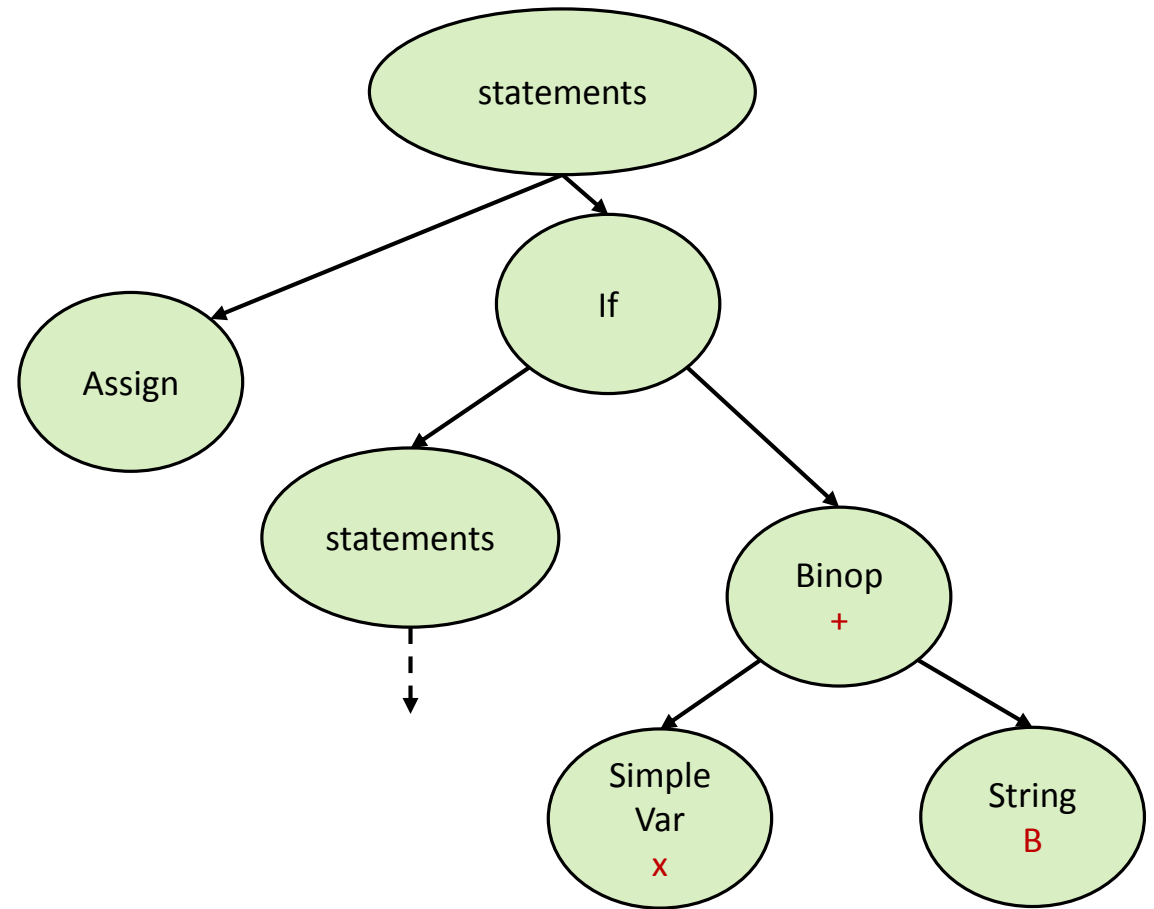 statements
If
Assign
statements
Binop
+
Simple
Var
x
String
B